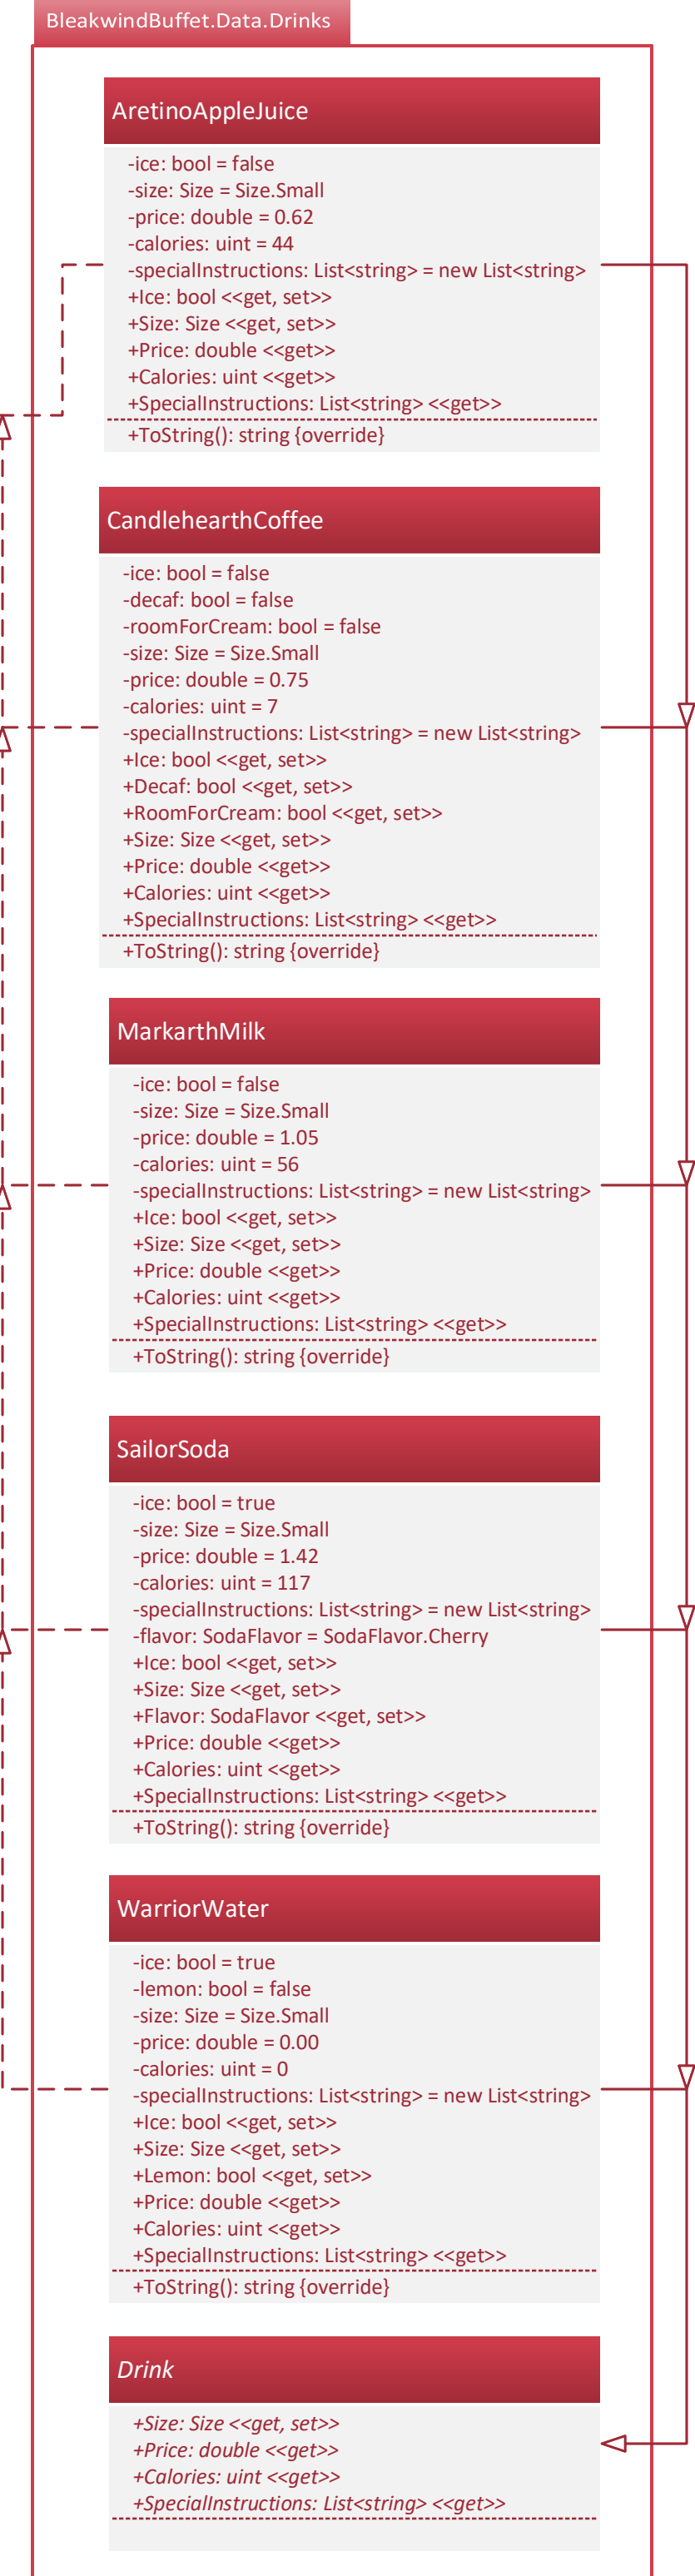 BleakwindBuffet.Data.Drinks
AretinoAppleJuice
-ice: bool = false
-size: Size = Size.Small
-price: double = 0.62
-calories: uint = 44
-specialInstructions: List<string> = new List<string>
+Ice: bool <<get, set>>
+Size: Size <<get, set>>
+Price: double <<get>>
+Calories: uint <<get>>
+SpecialInstructions: List<string> <<get>>
+ToString(): string {override}
CandlehearthCoffee
-ice: bool = false
-decaf: bool = false
-roomForCream: bool = false
-size: Size = Size.Small
-price: double = 0.75
-calories: uint = 7
-specialInstructions: List<string> = new List<string>
+Ice: bool <<get, set>>
+Decaf: bool <<get, set>>
+RoomForCream: bool <<get, set>>
+Size: Size <<get, set>>
+Price: double <<get>>
+Calories: uint <<get>>
+SpecialInstructions: List<string> <<get>>
+ToString(): string {override}
MarkarthMilk
-ice: bool = false
-size: Size = Size.Small
-price: double = 1.05
-calories: uint = 56
-specialInstructions: List<string> = new List<string>
+Ice: bool <<get, set>>
+Size: Size <<get, set>>
+Price: double <<get>>
+Calories: uint <<get>>
+SpecialInstructions: List<string> <<get>>
+ToString(): string {override}
SailorSoda
-ice: bool = true
-size: Size = Size.Small
-price: double = 1.42
-calories: uint = 117
-specialInstructions: List<string> = new List<string>
-flavor: SodaFlavor = SodaFlavor.Cherry
+Ice: bool <<get, set>>
+Size: Size <<get, set>>
+Flavor: SodaFlavor <<get, set>>
+Price: double <<get>>
+Calories: uint <<get>>
+SpecialInstructions: List<string> <<get>>
+ToString(): string {override}
WarriorWater
-ice: bool = true
-lemon: bool = false
-size: Size = Size.Small
-price: double = 0.00
-calories: uint = 0
-specialInstructions: List<string> = new List<string>
+Ice: bool <<get, set>>
+Size: Size <<get, set>>
+Lemon: bool <<get, set>>
+Price: double <<get>>
+Calories: uint <<get>>
+SpecialInstructions: List<string> <<get>>
+ToString(): string {override}
Drink
+Size: Size <<get, set>>
+Price: double <<get>>
+Calories: uint <<get>>
+SpecialInstructions: List<string> <<get>>